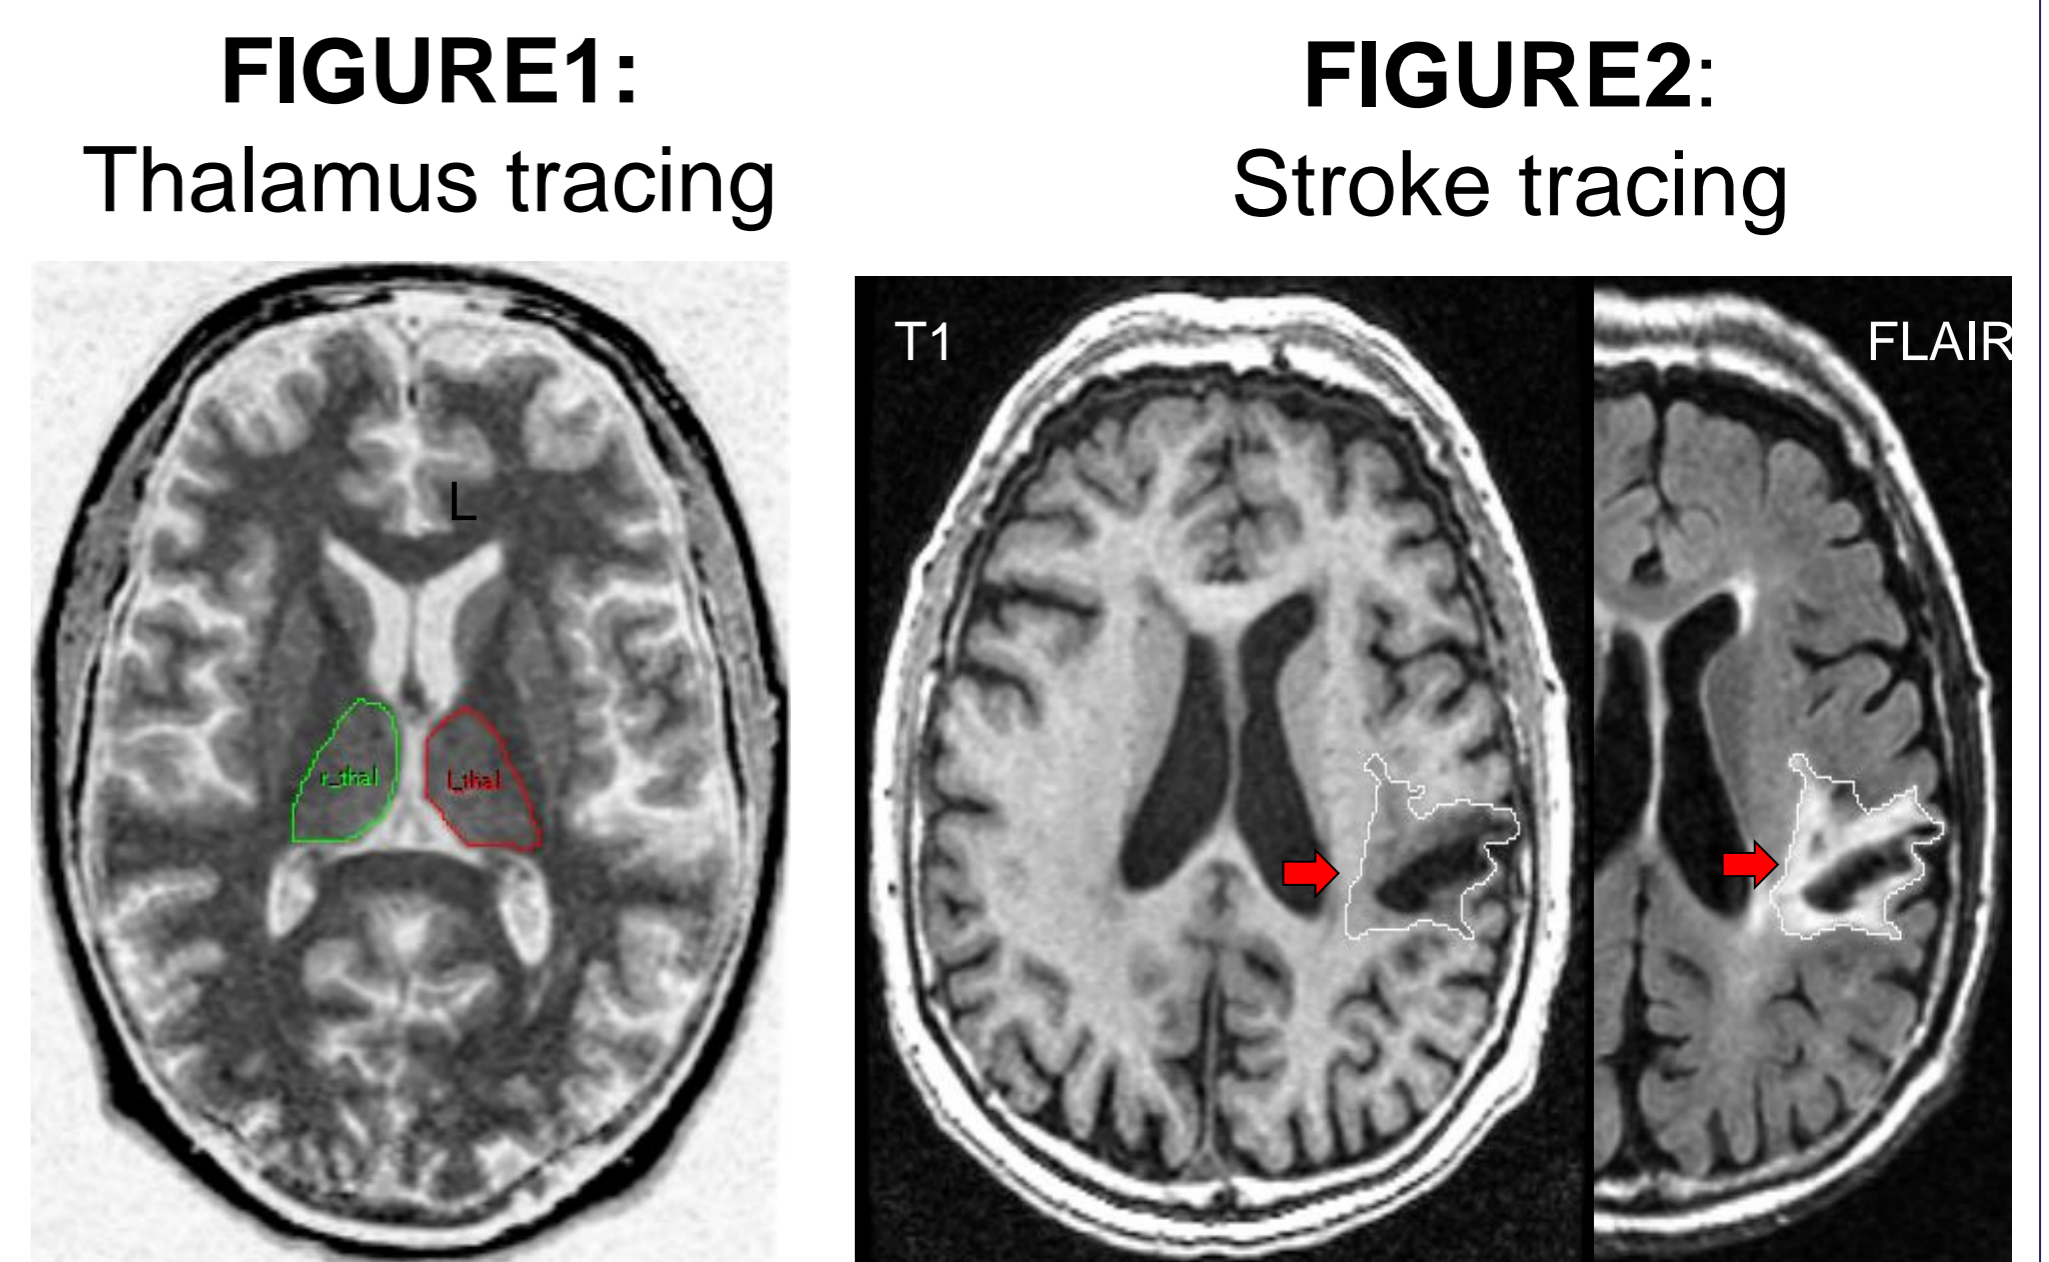 FIGURE1:
Thalamus tracing
L
r_thal
l_thal
FIGURE2:
Stroke tracing
T1
FLAIR